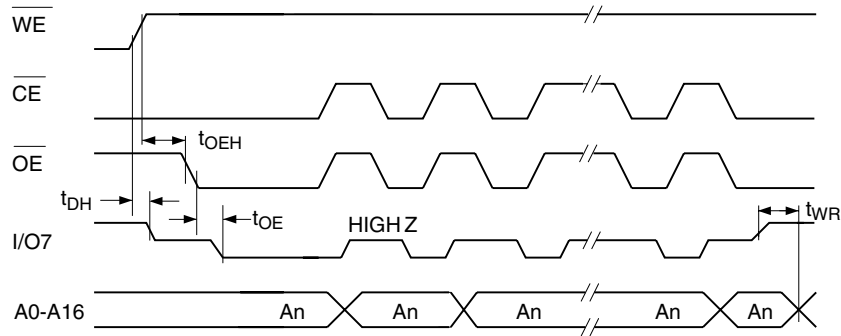 WE
CE
tOEH
OE
tDH
tOE
HIGH Z
tWR
I/O7
A0-A16 An An An An An